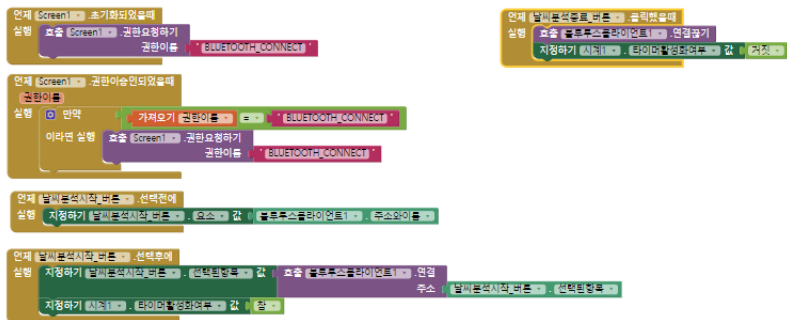 언제 Screen1 .초기화되었을때
실행 호출 Screen1 .권한요청하기
권한이름 "BLUETOOTH_CONNECT"
언제 Screen1 .권한이승인되었을때
권한이름
실행 만약 가져오기 권한이름 = "BLUETOOTH_CONNECT"
이라면 실행 호출 Screen1 .권한요청하기
권한이름 "BLUETOOTH_CONNECT"
언제 날씨분석시작_버튼 .선택전에
실행 지정하기 날씨분석시작_버튼 . 요소 값 블루투스클라이언트1 . 주소와이름
언제 날씨분석시작_버튼 .선택후에
실행 지정하기 날씨분석시작_버튼 . 선택된항목 값 호출 블루투스클라이언트1 .연결
주소 날씨분석시작_버튼 . 선택된항목
지정하기 시계1 . 타이머활성화여부 값 참
언제 날씨분석종료_버튼 .클릭했을때
실행 호출 블루투스클라이언트1 .연결끊기
지정하기 시계1 . 타이머활성화여부 값 거짓